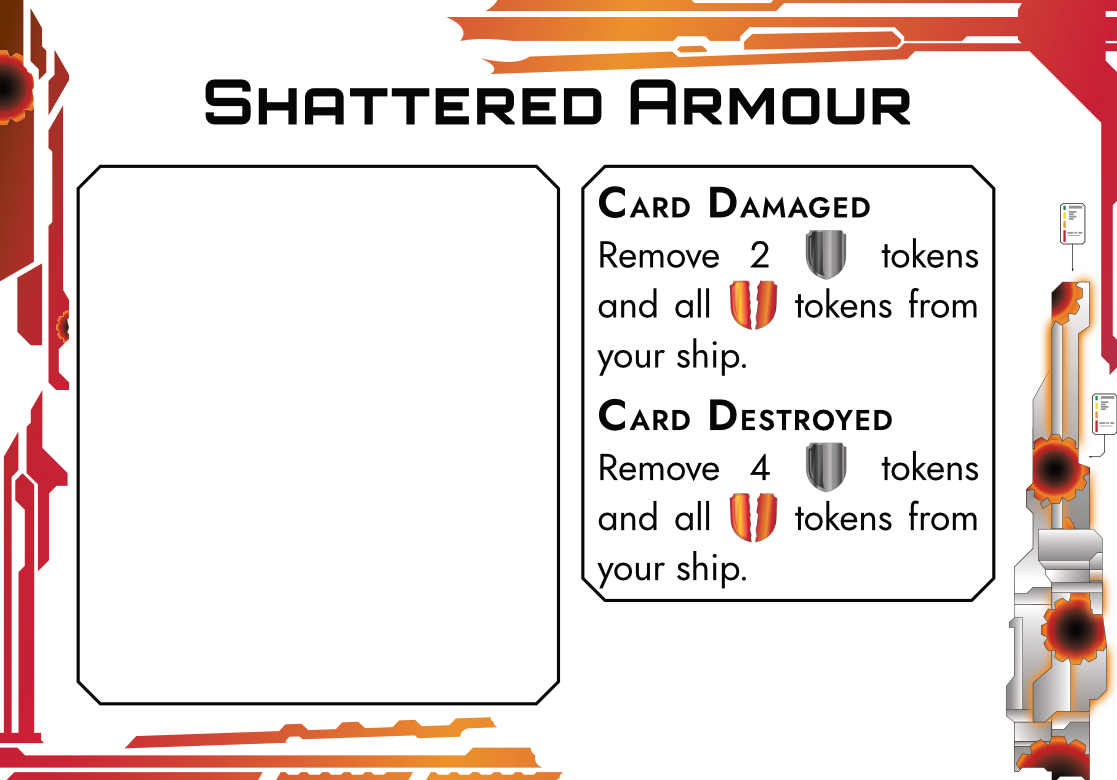 Shattered Armour
Card Damaged
Remove 2 tokens
and all tokens from
your ship.
Card Destroyed
Remove 4 tokens
and all tokens from
your ship.